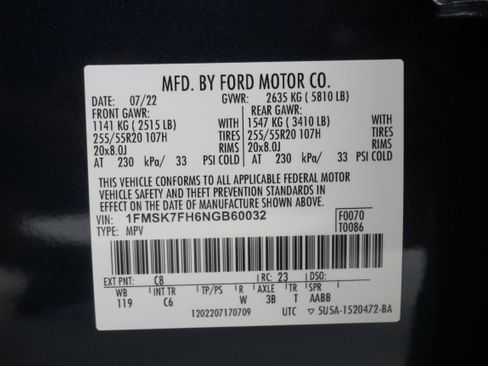 MFD. BY FORD MOTOR CO.
DATE: 07/22 GVWR: 2635 KG ( 5810 LB)
FRONT GAWR: REAR GAWR:
1141 KG ( 2515 LB) WITH 1547 KG ( 3410 LB) WITH
255/55R20 107H TIRES 255/55R20 107H TIRES
20x8.0J RIMS 20x8.0J RIMS
AT 230 kPa/ 33 PSI COLD AT 230 kPa/ 33 PSI COLD
THIS VEHICLE CONFORMS TO ALL APPLICABLE FEDERAL MOTOR
VEHICLE SAFETY AND THEFT PREVENTION STANDARDS IN
EFFECT ON THE DATE OF MANUFACTURE SHOWN ABOVE.
VIN: 1FMSK7FH6NGB60032 F0070
TYPE: MPV T0086
EXT PNT: C8 RC: 23 DSO:
WB INT TR TP/PS R AXLE TR SPR
119 C6 W 3B T AABB
1202207170709 UTC ▽ 5U5A-1520472-BA